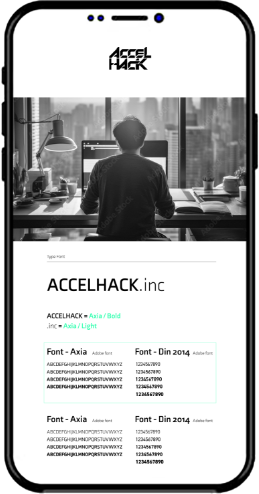 ACCEL
HACK
Typo Font
ACCELHACK.inc
ACCELHACK = Axia / Bold
.inc = Axia / Light
Font - Axia Adobe font
Font - Din 2014 Adobe font
ABCDEFGHIJKLMNOPQRSTUVWXYZ
1234567890
ABCDEFGHIJKLMNOPQRSTUVWXYZ
1234567890
ABCDEFGHIJKLMNOPQRSTUVWXYZ
1234567890
ABCDEFGHIJKLMNOPQRSTUVWXYZ
1234567890
1234567890
Font - Axia Adobe font
Font - Din 2014 Adobe font
ABCDEFGHIJKLMNOPQRSTUVWXYZ
1234567890
ABCDEFGHIJKLMNOPQRSTUVWXYZ
1234567890
ABCDEFGHIJKLMNOPQRSTUVWXYZ
1234567890
ABCDEFGHIJKLMNOPQRSTUVWXYZ
1234567890
1234567890